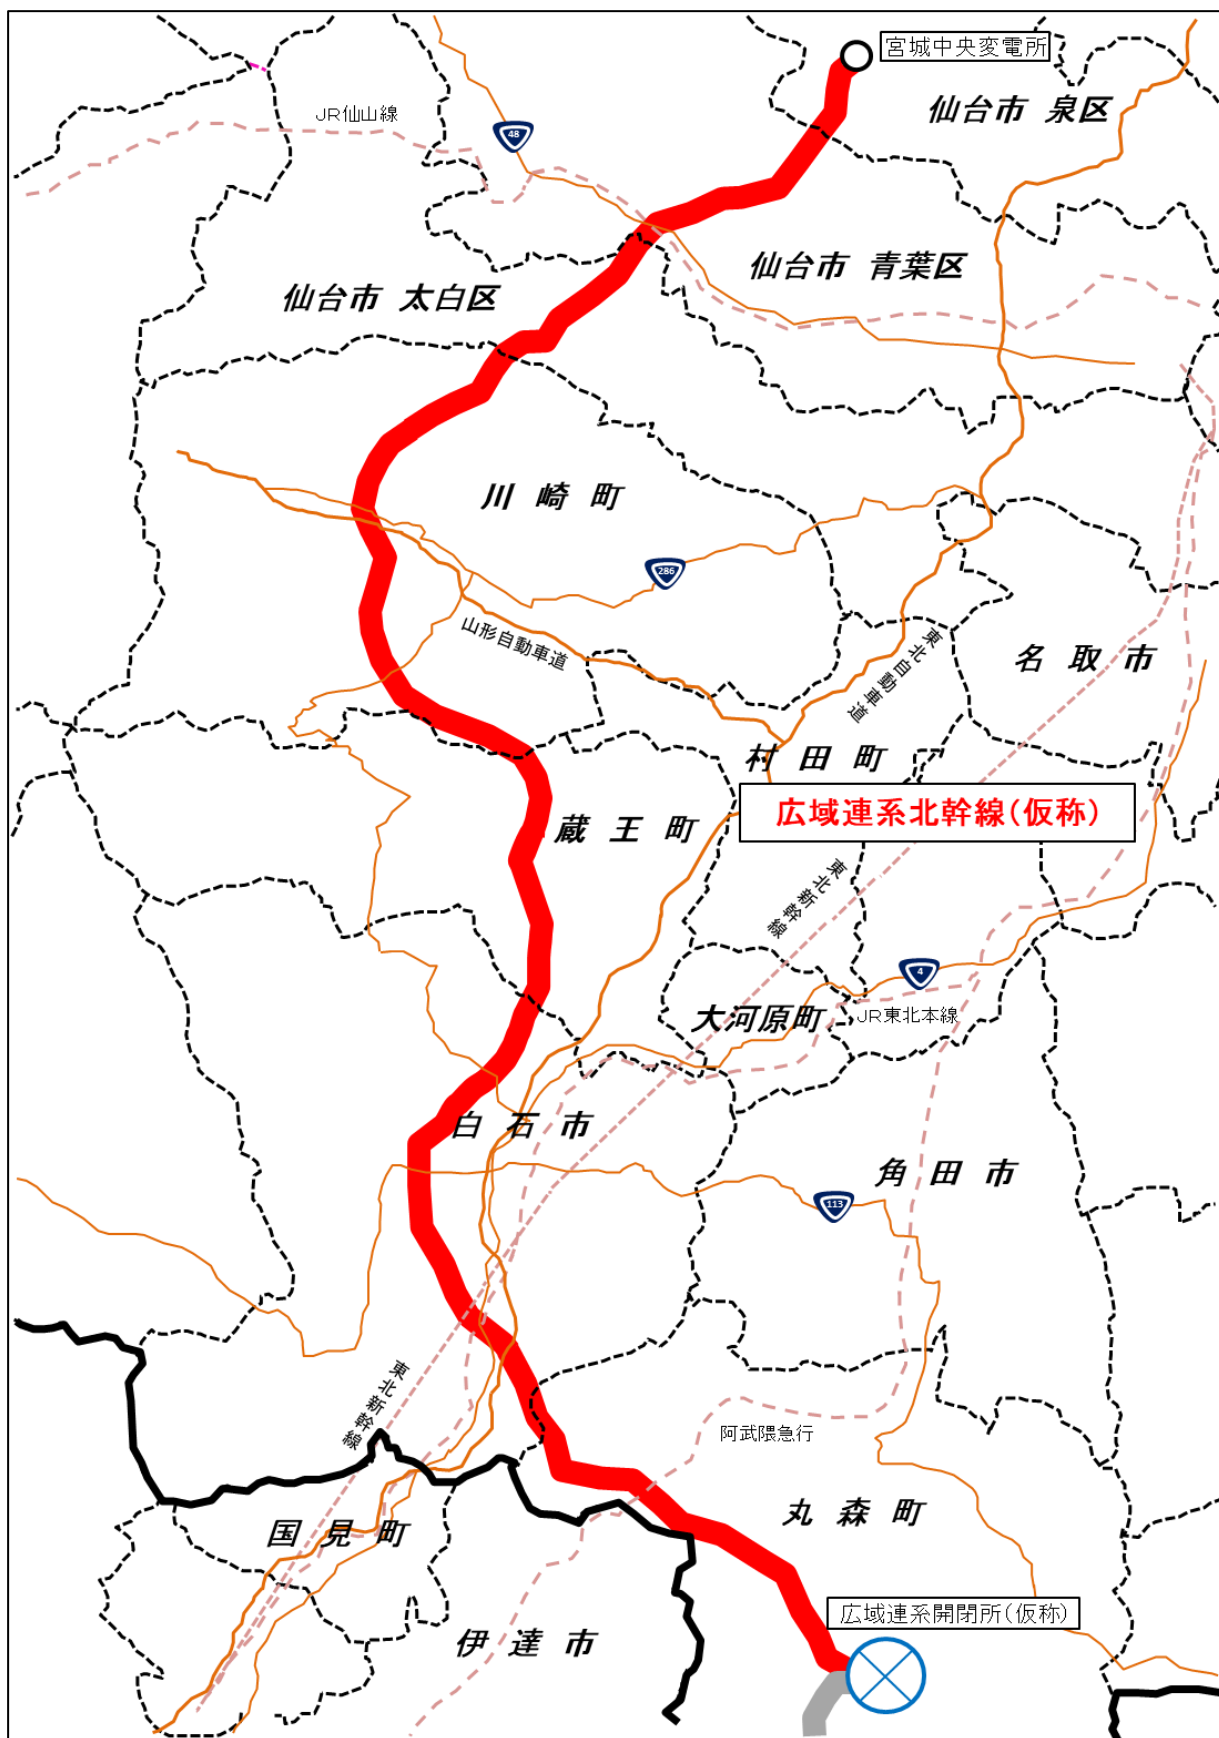 宮城中央変電所
仙台市 泉区
JR仙山線
48
仙台市 青葉区
仙台市 太白区
川崎町
286
山形自動車道
東北自動車道
名取市
村田町
広域連系北幹線(仮称)
蔵王町
東北新幹線
4
大河原町
JR東北本線
白石市
角田市
113
東北新幹線
阿武隈急行
丸森町
国見町
広域連系開閉所(仮称)
伊達市